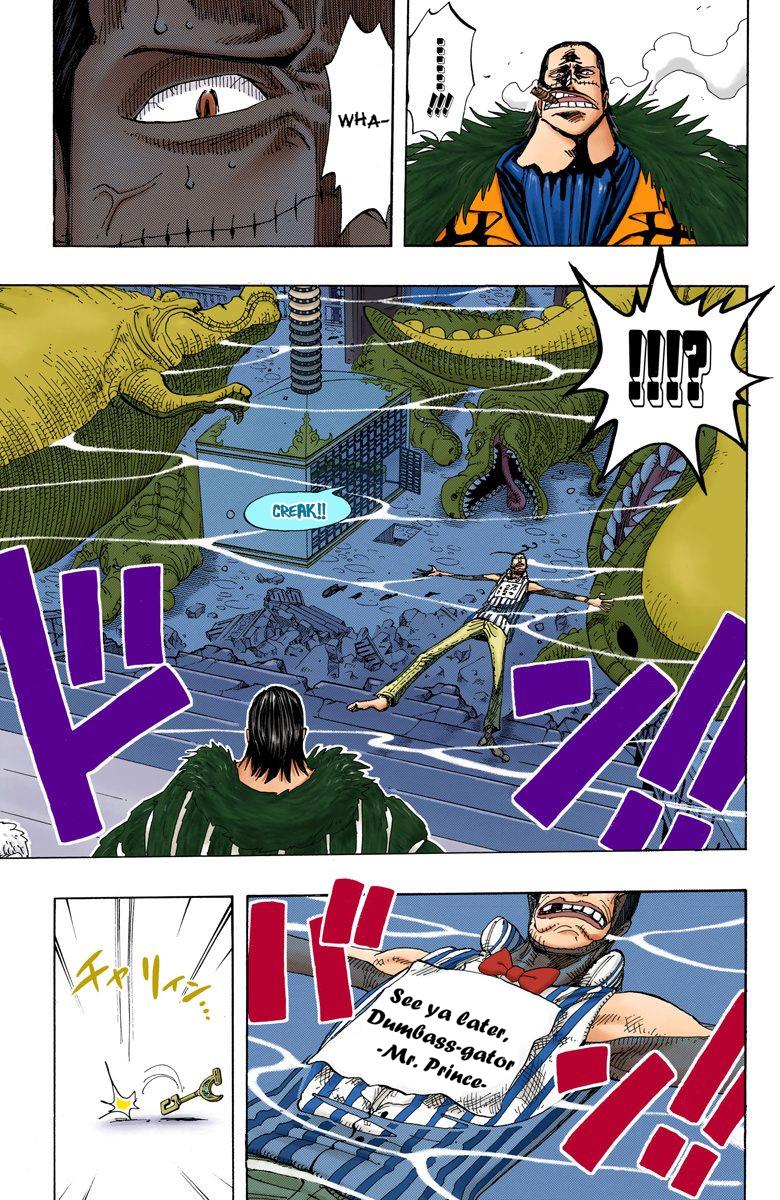 WHA-
......!!!
!!!?
CREAK!!
ドン!!
See ya later,
Dumbass-gator
-Mr. Prince-
バン!!
チャリィン...